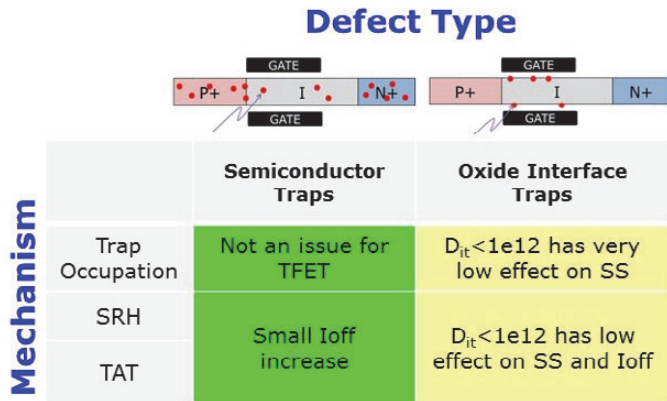 Defect Type
GATE
P+ I N+
GATE
GATE
P+ I N+
GATE
Mechanism
Semiconductor
Traps
Oxide Interface
Traps
Trap
Occupation
Not an issue for
TFET
Dit<1e12 has very
low effect on SS
SRH
TAT
Small Ioff
increase
Dit<1e12 has low
effect on SS and Ioff